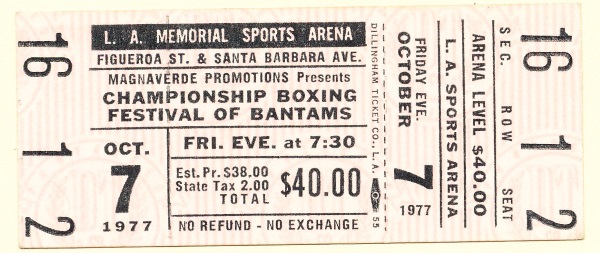 16
1
2
L. A. MEMORIAL SPORTS ARENA
FIGUEROA ST. & SANTA BARBARA AVE.
MAGNAVERDE PROMOTIONS Presents
CHAMPIONSHIP BOXING
FESTIVAL OF BANTAMS
OCT.
7
1977
FRI. EVE. at 7:30
Est. Pr. $38.00
State Tax 2.00
TOTAL
$40.00
NO REFUND - NO EXCHANGE
DILLINGHAM TICKET CO., L. A.
55
FRIDAY EVE.
OCTOBER
7
1977
L. A. SPORTS ARENA
ARENA LEVEL $40.00
SEC.
ROW
SEAT
16
1
2